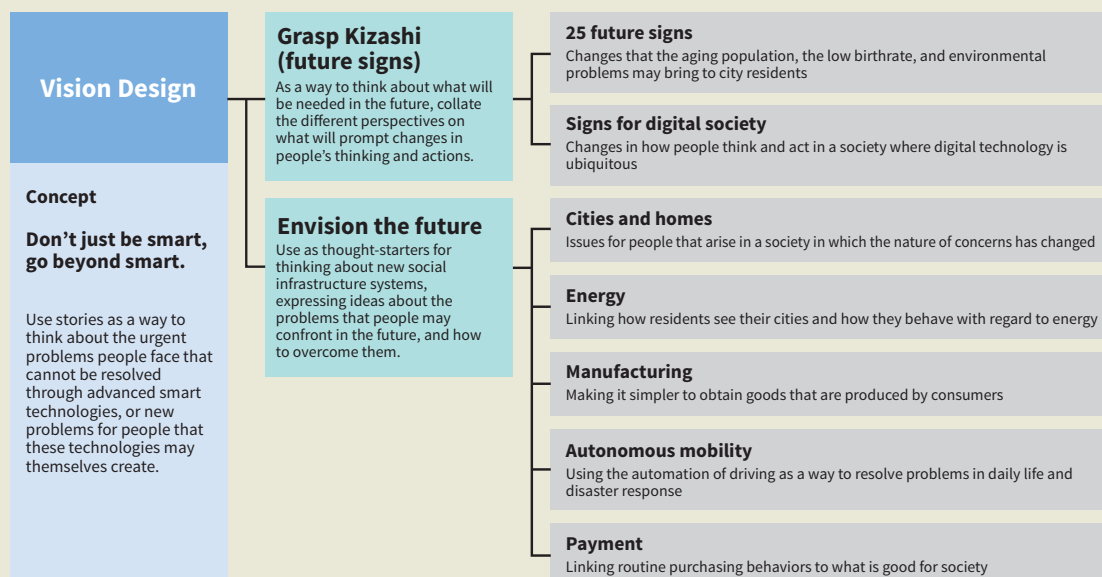 Vision Design
Concept
Don’t just be smart,
go beyond smart.
Use stories as a way to
think about the urgent
problems people face that
cannot be resolved
through advanced smart
technologies, or new
problems for people that
these technologies may
themselves create.
Grasp Kizashi
(future signs)
As a way to think about what will
be needed in the future, collate
the different perspectives on
what will prompt changes in
people’s thinking and actions.
Envision the future
Use as thought-starters for
thinking about new social
infrastructure systems,
expressing ideas about the
problems that people may
confront in the future, and how
to overcome them.
25 future signs
Changes that the aging population, the low birthrate, and environmental
problems may bring to city residents
Signs for digital society
Changes in how people think and act in a society where digital technology is
ubiquitous
Cities and homes
Issues for people that arise in a society in which the nature of concerns has changed
Energy
Linking how residents see their cities and how they behave with regard to energy
Manufacturing
Making it simpler to obtain goods that are produced by consumers
Autonomous mobility
Using the automation of driving as a way to resolve problems in daily life and
disaster response
Payment
Linking routine purchasing behaviors to what is good for society